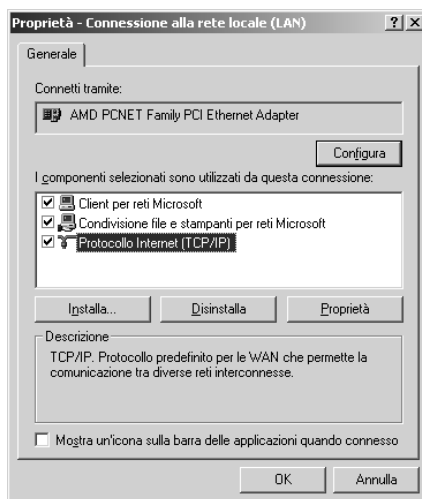 Proprietà - Connessione alla rete locale (LAN)
Generale
Connetti tramite:
AMD PCNET Family PCI Ethernet Adapter
Configura
I componenti selezionati sono utilizzati da questa connessione:
Client per reti Microsoft
Condivisione file e stampanti per reti Microsoft
Protocollo Internet (TCP/IP)
Installa... Disinstalla Proprietà
Descrizione
TCP/IP. Protocollo predefinito per le WAN che permette la
comunicazione tra diverse reti interconnesse.
Mostra un'icona sulla barra delle applicazioni quando connesso
OK Annulla